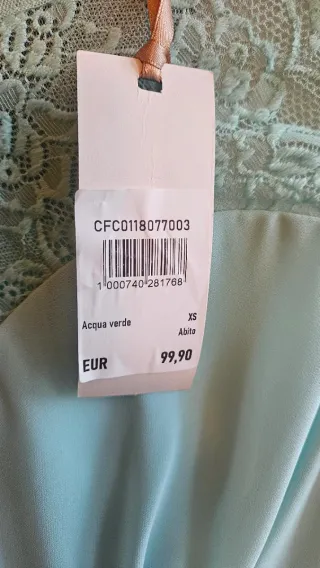 CFC0118077003
1 000740 281768
Acqua verde XS
Abito
EUR 99,90